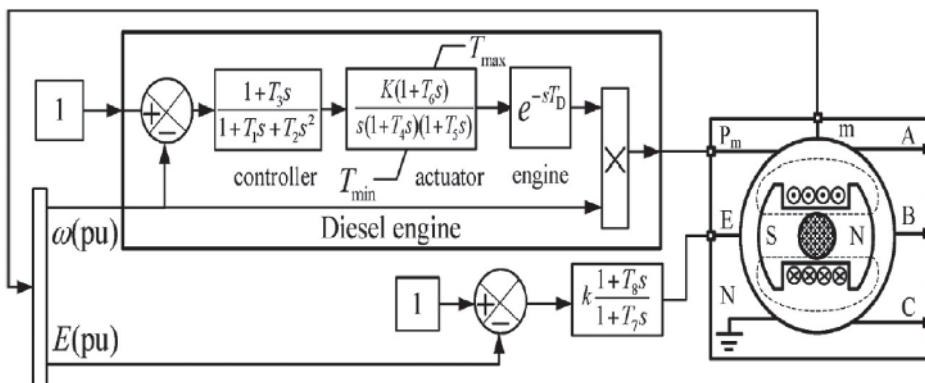 T_max
1
+
−
1+T_3s
1+T_1s+T_2s^2
K(1+T_6s)
s(1+T_4s)(1+T_5s)
e^{-sT_D}
×
controller
T_min
actuator
engine
Diesel engine
ω(pu)
E(pu)
1
+
−
k
1+T_8s
1+T_7s
P_m
m
A
E
B
S
N
N
C